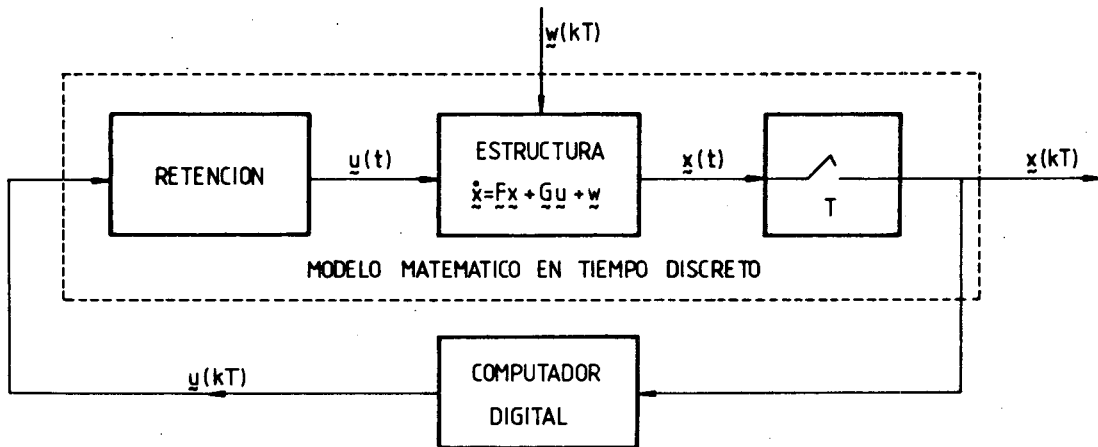 w(kT)
RETENCION
u(t)
ESTRUCTURA
ẋ=Fx + Gu + w
x(t)
T
x(kT)
MODELO MATEMATICO EN TIEMPO DISCRETO
u(kT)
COMPUTADOR
DIGITAL